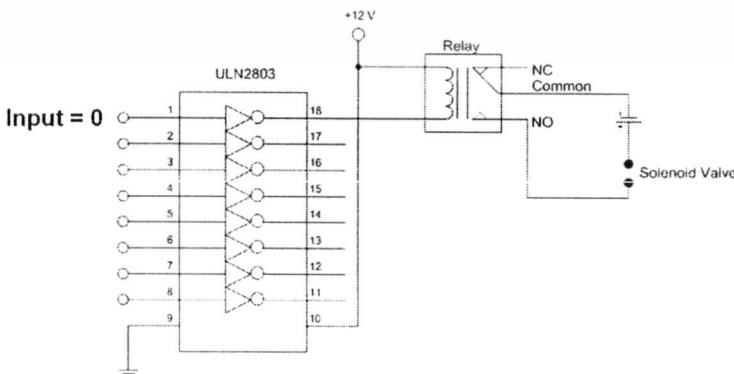 +12 V
Relay
ULN2803
NC
Common
Input = 0
1
18
NO
2
17
3
16
Solenoid Valve
4
15
5
14
6
13
7
12
8
11
9
10